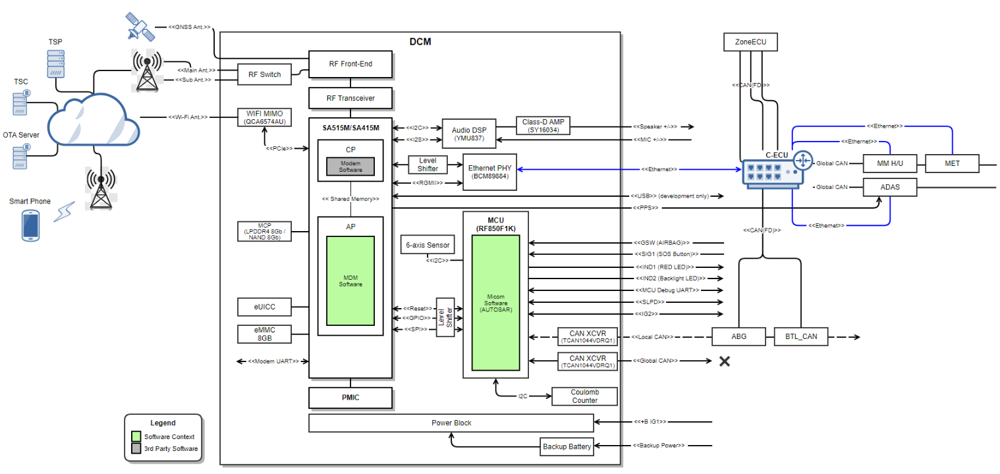 DCM
<<GNSS Ant.>>
TSP
TSC
OTA Server
Smart Phone
<<Main Ant.>>
<<Sub Ant.>>
<<Wi-Fi Ant.>>
RF Switch
RF Front-End
RF Transceiver
WIFI MIMO
(QCA6574AU)
<<PCIe>>
SA515M/SA415M
CP
Modem
Software
<< Shared Memory>>
AP
MDM
Software
MCP
(LPDDR4 8Gb /
NAND 8Gb)
eUICC
eMMC
8GB
<<Modem UART>>
PMIC
<<I2C>>
<<I2S>>
Audio DSP
(YMU837)
Class-D AMP
(SY16034)
<<Speaker +/->>
<<MIC +/->>
Level
Shifter
Ethernet PHY
(BCM89884)
<<RGMII>>
<<Ethernet>>
<<USB>> (development only)
<<PPS>>
MCU
(RF850F1K)
6-axis Sensor
<<I2C>>
Micom
Software
(AUTOSAR)
<<Reset>>
<<GPIO>>
<<SPI>>
Level
Shifter
<<GSW (AIRBAG)>>
<<SIG1 (SOS Button)>>
<<IND1 (RED LED)>>
<<IND2 (Backlight LED)>>
<<MCU Debug UART>>
<<SLPD>>
<<IG2>>
CAN XCVR
(TCAN1044VDRQ1)
<<Local CAN>>
CAN XCVR
(TCAN1044VDRQ1)
<<Global CAN>>
I2C
Coulomb
Counter
Power Block
<<+B IG1>>
Backup Battery
<<Backup Power>>
ZoneECU
<<CAN(FD)>>
C-ECU
<<Ethernet>>
<<Ethernet>>
Global CAN
MM H/U
MET
Global CAN
ADAS
<<Ethernet>>
<<CAN(FD)>>
ABG
BTL_CAN
Legend
Software Context
3rd Party Software